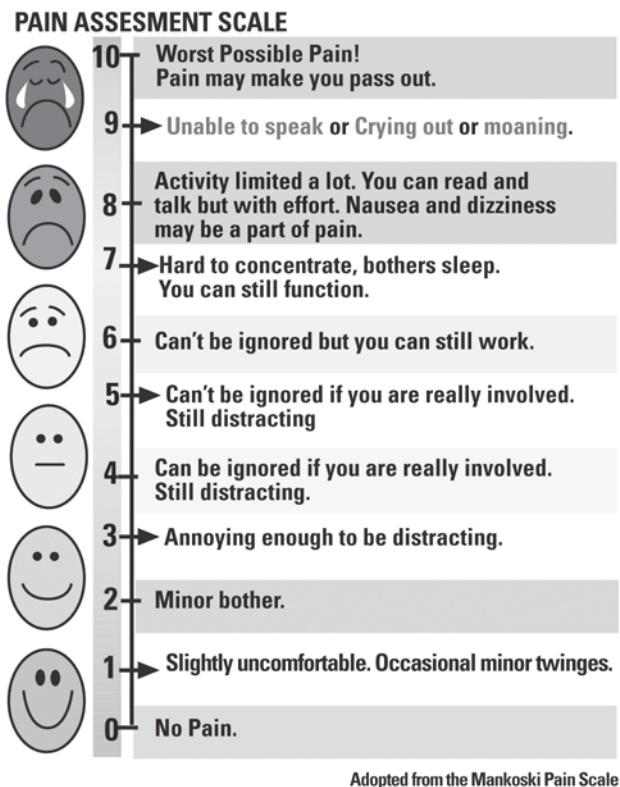 PAIN ASSESMENT SCALE
10 Worst Possible Pain!
Pain may make you pass out.
9 Unable to speak or Crying out or moaning.
Activity limited a lot. You can read and
8 talk but with effort. Nausea and dizziness
may be a part of pain.
7 Hard to concentrate, bothers sleep.
You can still function.
6 Can't be ignored but you can still work.
5 Can't be ignored if you are really involved.
Still distracting
4 Can be ignored if you are really involved.
Still distracting.
3 Annoying enough to be distracting.
2 Minor bother.
1 Slightly uncomfortable. Occasional minor twinges.
0 No Pain.
Adopted from the Mankoski Pain Scale